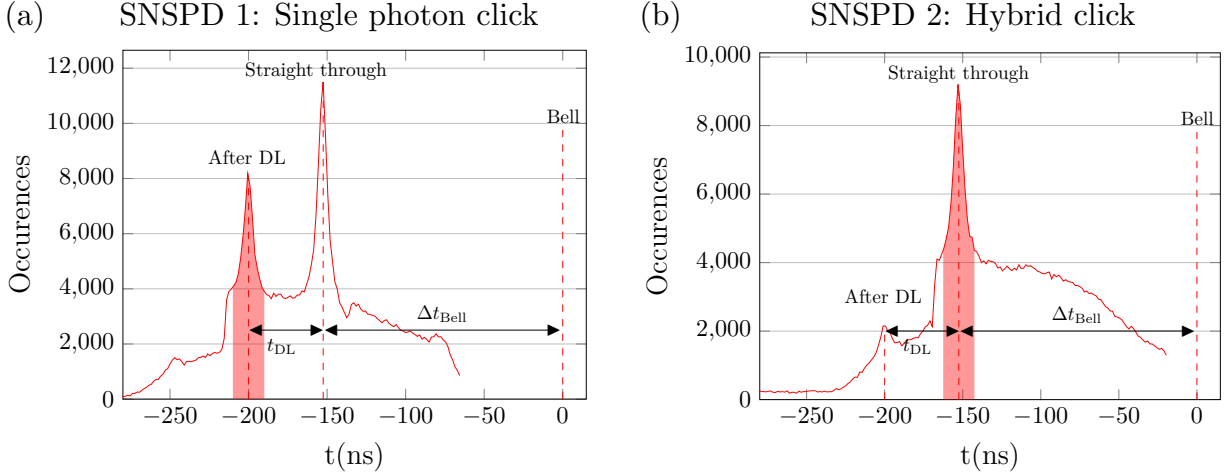 (a) SNSPD 1: Single photon click
12,000
10,000
8,000
6,000
4,000
2,000
0
Occurences
Straight through
After DL
Bell
t_DL
Δt_Bell
−250 −200 −150 −100 −50 0
t(ns)
(b) SNSPD 2: Hybrid click
10,000
8,000
6,000
4,000
2,000
0
Occurences
Straight through
After DL
Bell
t_DL
Δt_Bell
−250 −200 −150 −100 −50 0
t(ns)